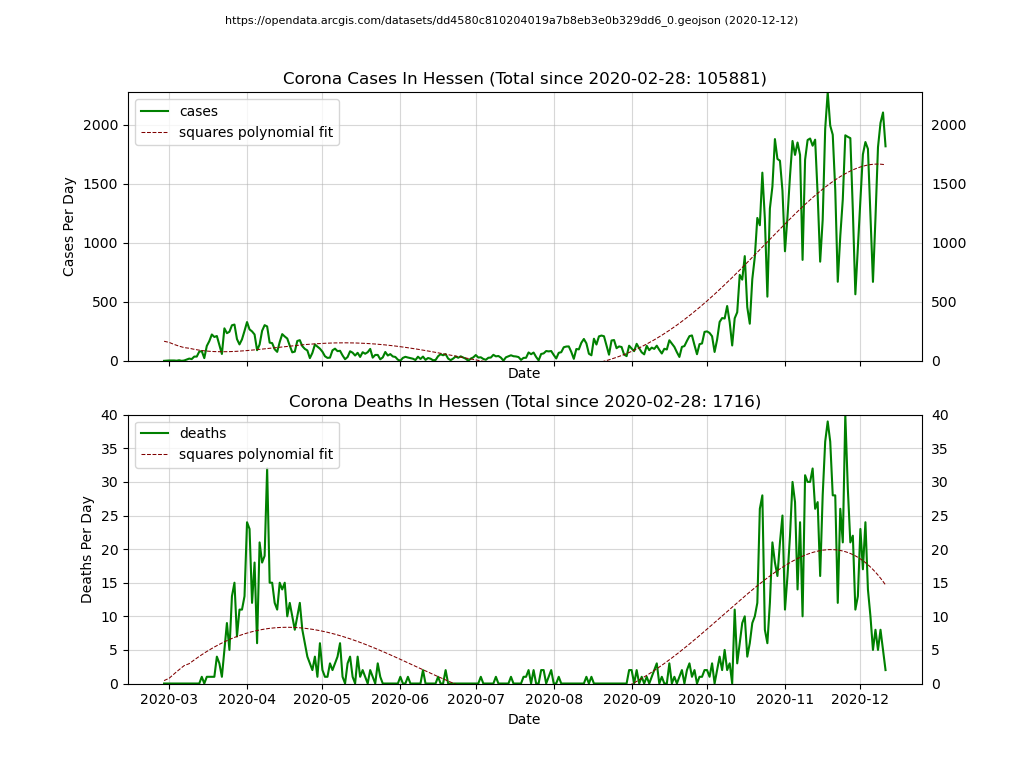 https://opendata.arcgis.com/datasets/dd4580c810204019a7b8eb3e0b329dd6_0.geojson (2020-12-12)
Corona Cases In Hessen (Total since 2020-02-28: 105881)
cases
squares polynomial fit
2000
1500
1000
500
0
Cases Per Day
2000
1500
1000
500
0
Date
Corona Deaths In Hessen (Total since 2020-02-28: 1716)
deaths
squares polynomial fit
40
35
30
25
20
15
10
5
0
Deaths Per Day
40
35
30
25
20
15
10
5
0
2020-03 2020-04 2020-05 2020-06 2020-07 2020-08 2020-09 2020-10 2020-11 2020-12
Date